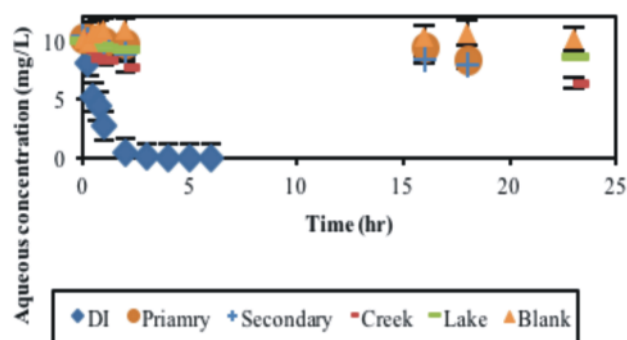 Aqueous concentration (mg/L)
10
5
0
0 5 10 15 20 25
Time (hr)
DI Priamry Secondary Creek Lake Blank